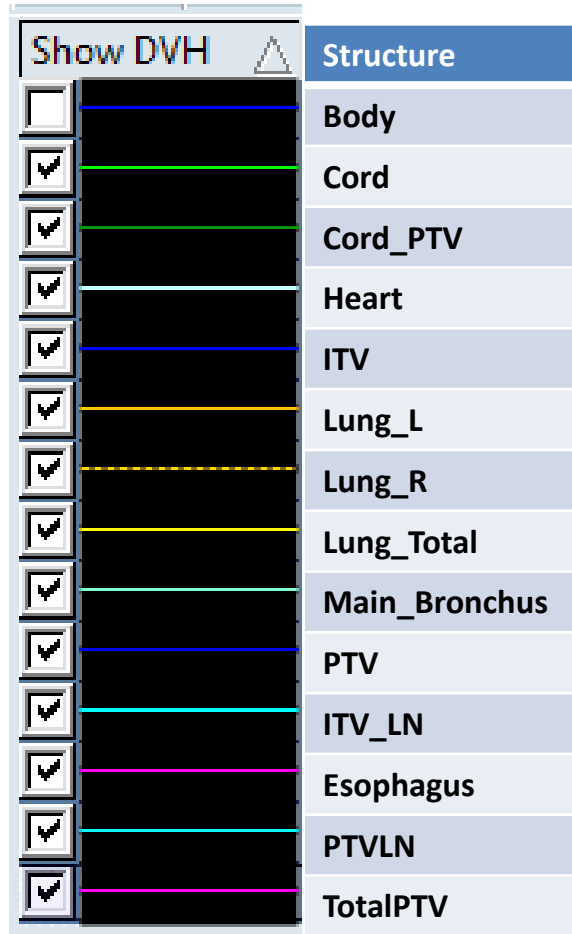 Show DVH Structure
Body
Cord
Cord_PTV
Heart
ITV
Lung_L
Lung_R
Lung_Total
Main_Bronchus
PTV
ITV_LN
Esophagus
PTVLN
TotalPTV